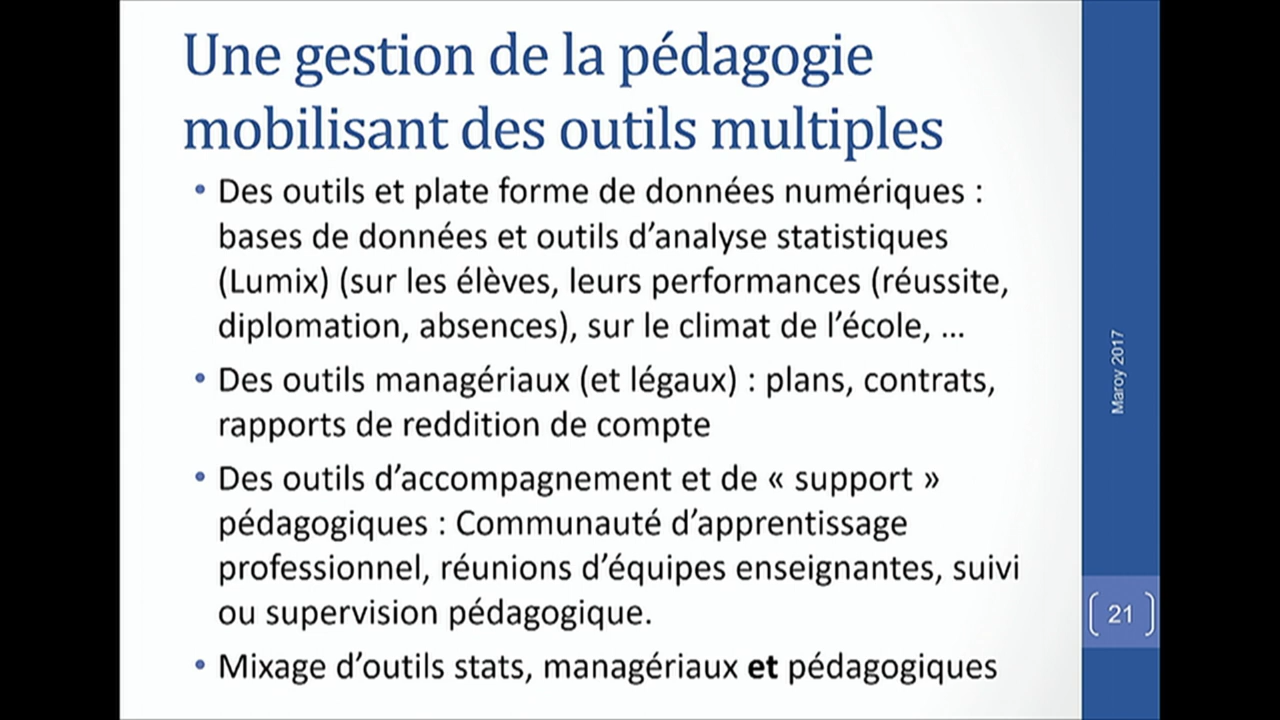 Une gestion de la pédagogie
mobilisant des outils multiples
• Des outils et plate forme de données numériques :
bases de données et outils d’analyse statistiques
(Lumix) (sur les élèves, leurs performances (réussite,
diplomation, absences), sur le climat de l’école, …
• Des outils managériaux (et légaux) : plans, contrats,
rapports de reddition de compte
• Des outils d’accompagnement et de « support »
pédagogiques : Communauté d’apprentissage
professionnel, réunions d’équipes enseignantes, suivi
ou supervision pédagogique.
• Mixage d’outils stats, managériaux et pédagogiques
Maroy 2017
21